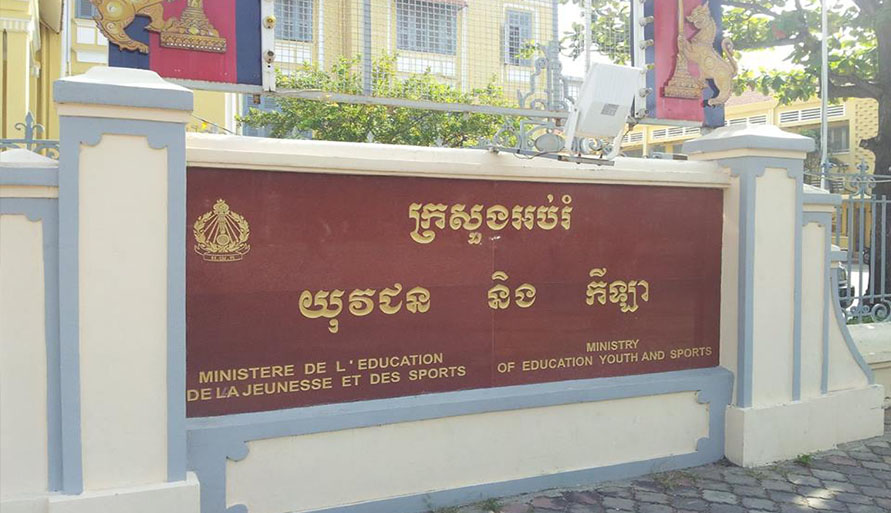 ក្រសួងអប់រំ
យុវជន និង កីឡា
MINISTERE DE L'EDUCATION
DE LA JEUNESSE ET DES SPORTS
MINISTRY
OF EDUCATION YOUTH AND SPORTS